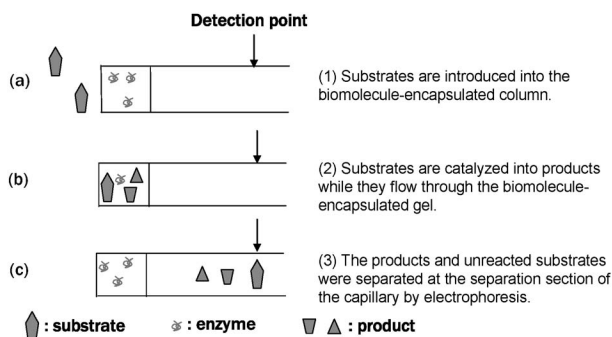 Detection point
(a)
(1) Substrates are introduced into the
biomolecule-encapsulated column.
(b)
(2) Substrates are catalyzed into products
while they flow through the biomolecule-
encapsulated gel.
(c)
(3) The products and unreacted substrates
were separated at the separation section of
the capillary by electrophoresis.
: substrate : enzyme : product